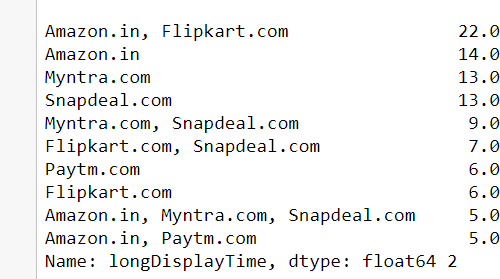 Amazon.in, Flipkart.com 22.0
Amazon.in 14.0
Myntra.com 13.0
Snapdeal.com 13.0
Myntra.com, Snapdeal.com 9.0
Flipkart.com, Snapdeal.com 7.0
Paytm.com 6.0
Flipkart.com 6.0
Amazon.in, Myntra.com, Snapdeal.com 5.0
Amazon.in, Paytm.com 5.0
Name: longDisplayTime, dtype: float64 2